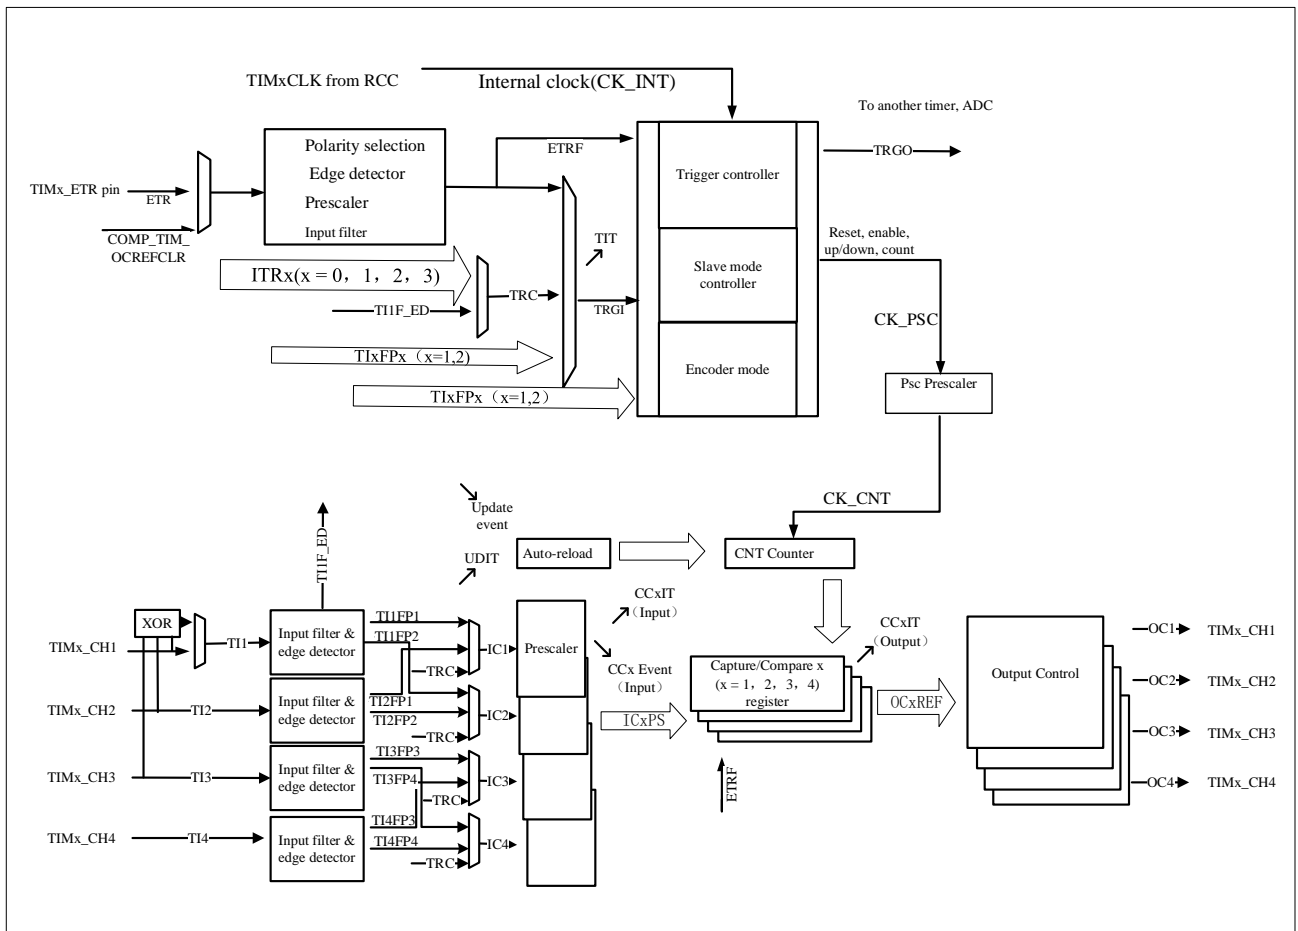 TIMxCLK from RCC
Internal clock(CK_INT)
To another timer, ADC
TRGO
Polarity selection
Edge detector
Prescaler
Input filter
ETRF
Trigger controller
TIMx_ETR pin
ETR
COMP_TIM_
OCREFCLR
TIT
Reset, enable,
up/down, count
ITRx(x = 0，1，2，3)
TI1F_ED
TRC
TRGI
Slave mode
controller
CK_PSC
TIxFPx（x=1,2)
TIxFPx（x=1,2）
Encoder mode
Psc Prescaler
CK_CNT
Update
event
UDIT
Auto-reload
CNT Counter
TI1F_ED
CCxIT
（Input）
CCxIT
（Output）
XOR
TIMx_CH1
TI1
Input filter &
edge detector
TI1FP1
TI1FP2
TRC
IC1
Prescaler
CCx Event
（Input）
TIMx_CH2
TI2
Input filter &
edge detector
TI2FP1
TI2FP2
TRC
IC2
TIMx_CH3
TI3
Input filter &
edge detector
TI3FP3
TI3FP4
TRC
IC3
TIMx_CH4
TI4
Input filter &
edge detector
TI4FP3
TI4FP4
TRC
IC4
ICxPS
Capture/Compare x
(x = 1，2，3，4)
register
ETRF
OCxREF
Output Control
OC1
TIMx_CH1
OC2
TIMx_CH2
OC3
TIMx_CH3
OC4
TIMx_CH4